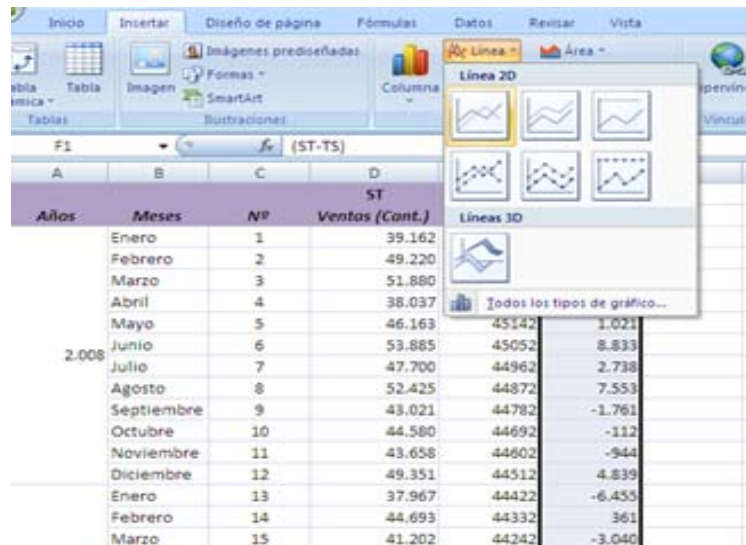 Inicio Insertar Diseño de página Fórmulas Datos Revisar Vista
Imágenes prediseñadas
Línea Área
Formas
Tabla Imagen SmartArt Columna
Tablas Ilustraciones
Línea 2D
Líneas 3D
Todos los tipos de gráfico...
F1 fx (ST-TS)
A B C D
ST
Años Meses Nº Ventas (Cont.)
Enero 1 39.162
Febrero 2 49.220
Marzo 3 51.880
Abril 4 38.037
Mayo 5 46.163 45142 1.021
2.008
Junio 6 53.885 45052 8.833
Julio 7 47.700 44962 2.738
Agosto 8 52.425 44872 7.553
Septiembre 9 43.021 44782 -1.761
Octubre 10 44.580 44692 -112
Noviembre 11 43.658 44602 -944
Diciembre 12 49.351 44512 4.839
Enero 13 37.967 44422 -6.455
Febrero 14 44.693 44332 361
Marzo 15 41.202 44242 -3.040